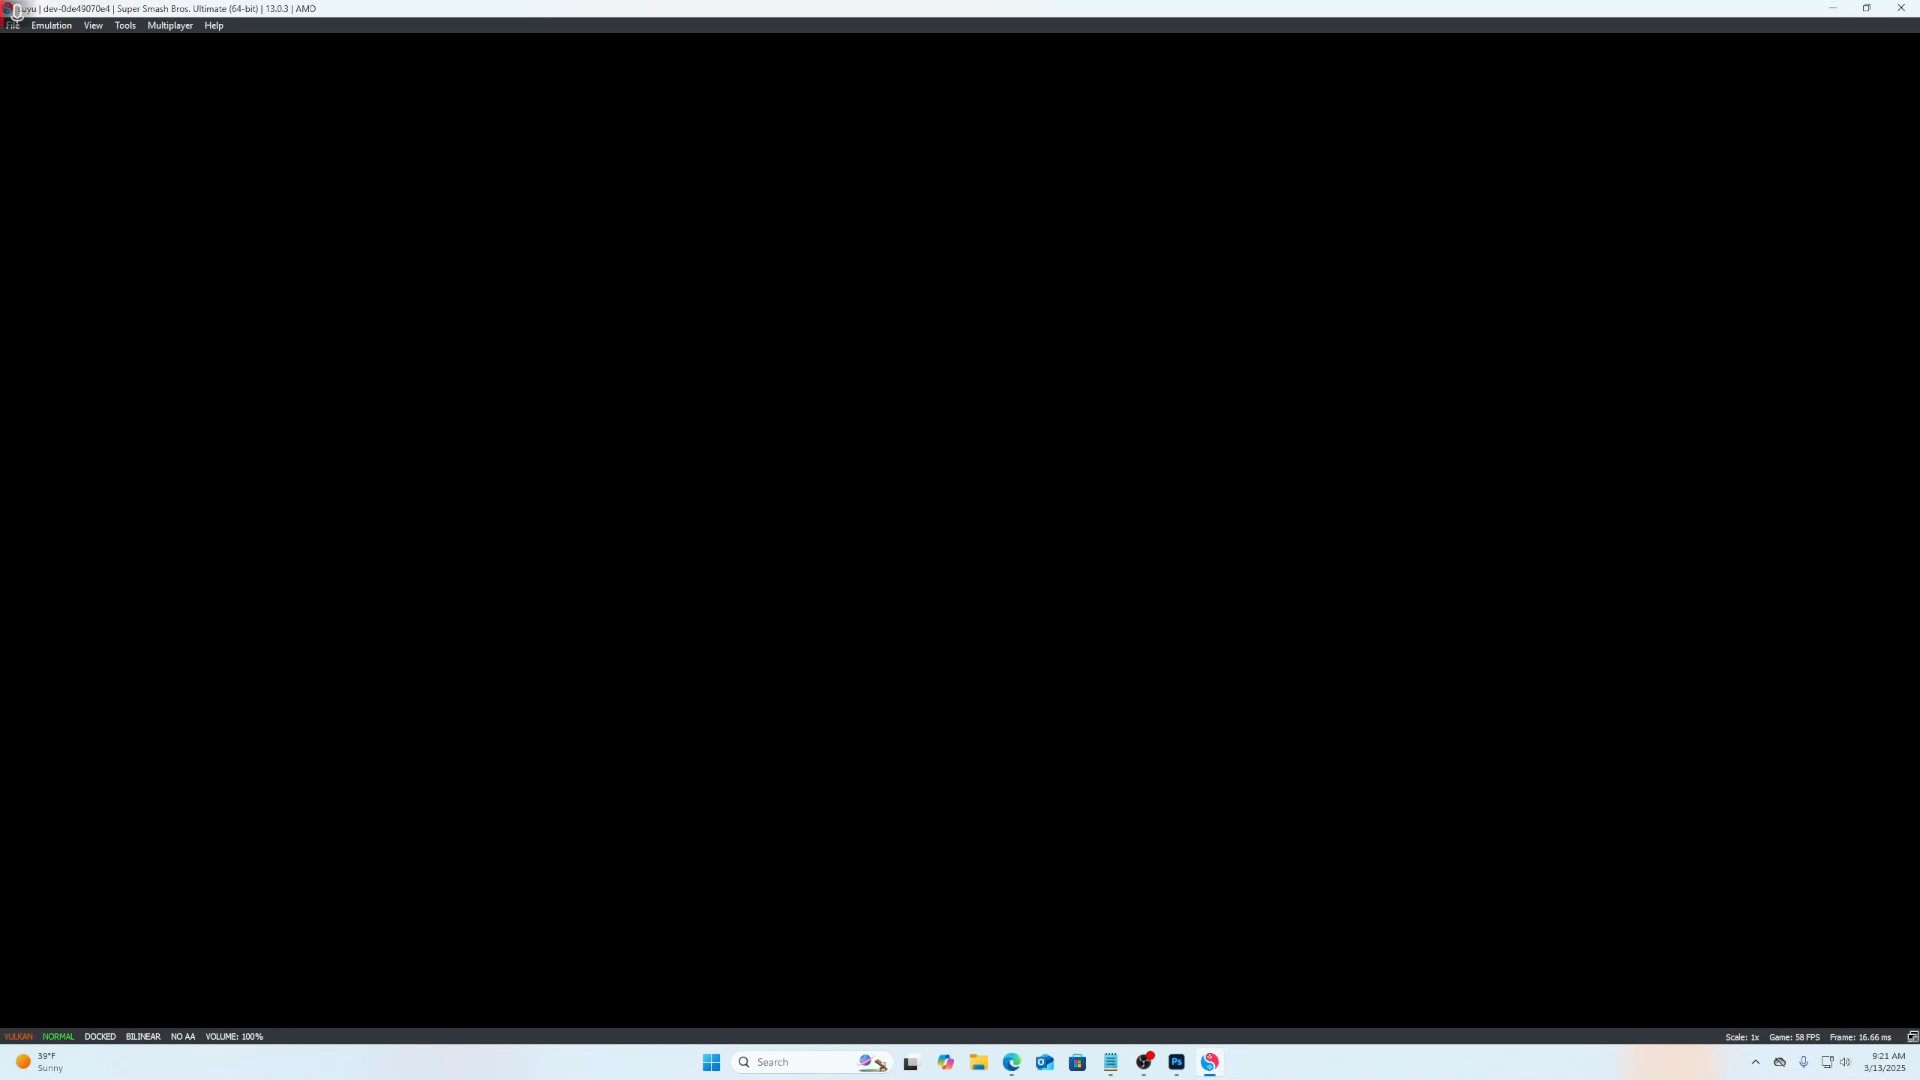 | dev-0de49070e4 | Super Smash Bros. Ultimate (64-bit) | 13.0.3 | AMD
File Emulation View Tools Multiplayer Help
VULKAN NORMAL DOCKED BILINEAR NO AA VOLUME: 100% Scale: 1x Game: 58 FPS Frame: 16.66 ms
39°F
Sunny
Search
Ps
9:21 AM
3/13/2025